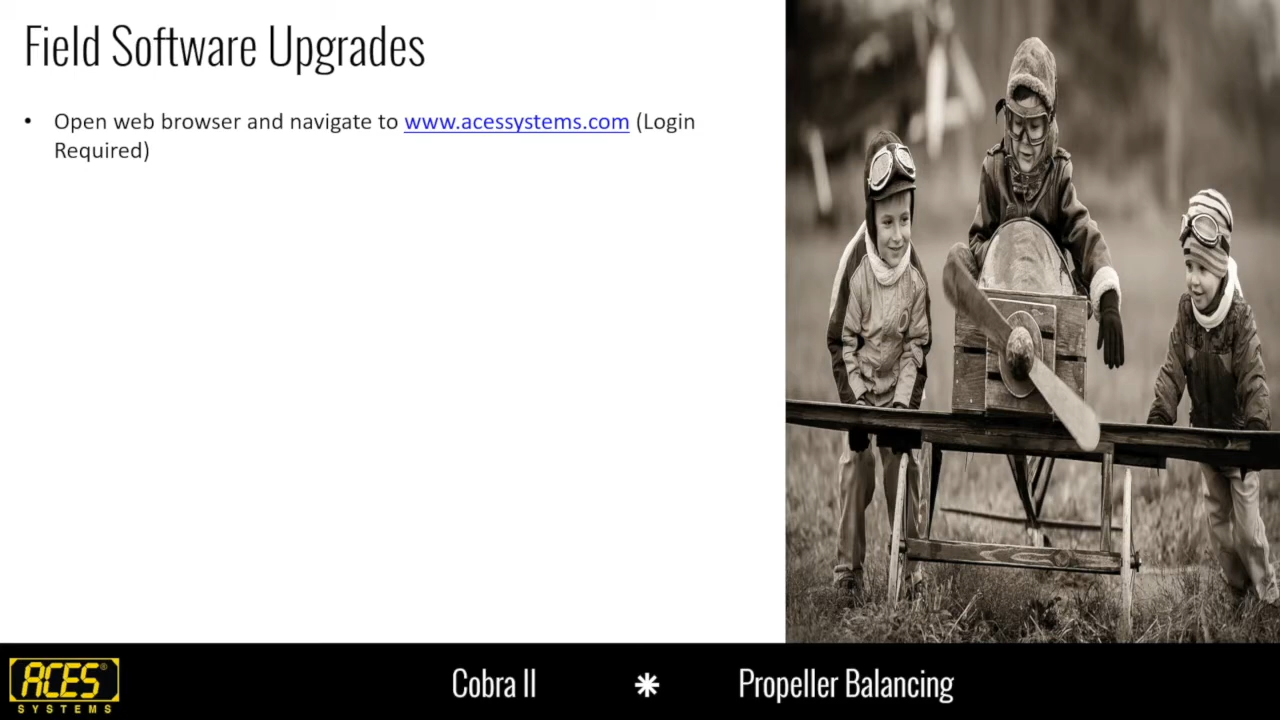 Field Software Upgrades
• Open web browser and navigate to www.acessystems.com (Login
Required)
ACES®
SYSTEMS
Cobra II * Propeller Balancing